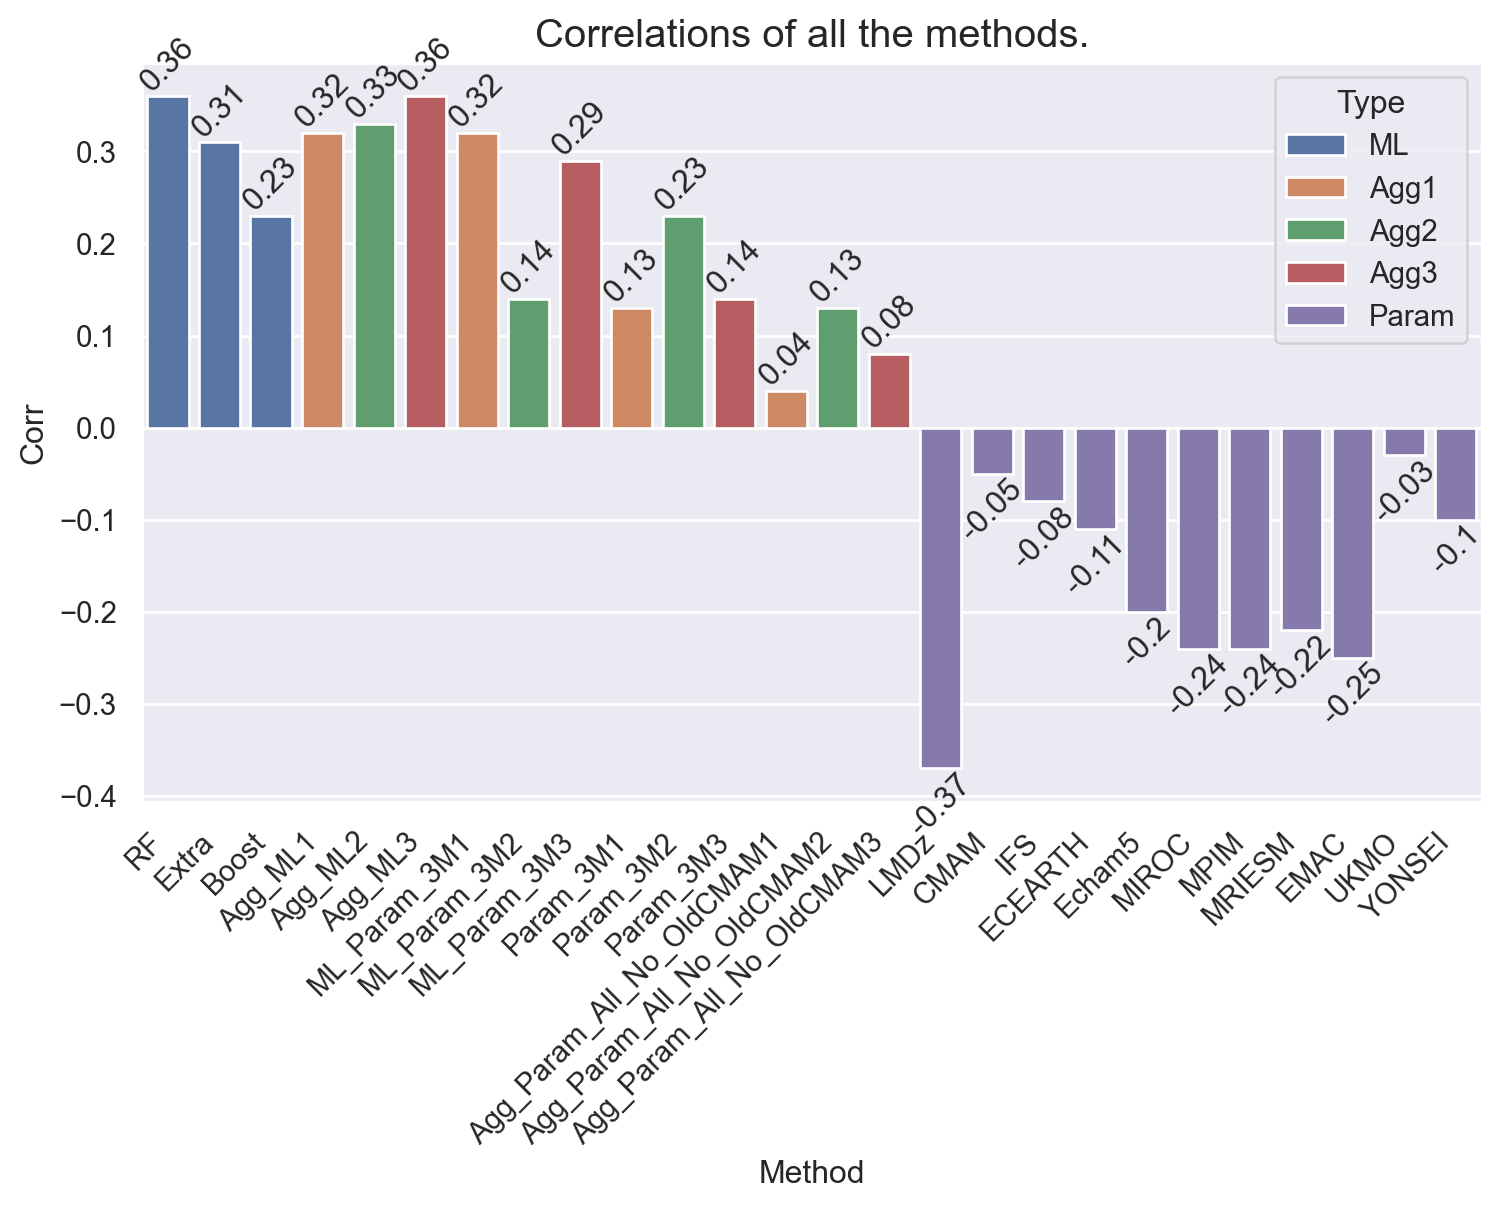 Correlations of all the methods.
Corr
0.3
0.2
0.1
0.0
−0.1
−0.2
−0.3
−0.4
0.36
0.31
0.23
0.32
0.33
0.36
0.32
0.14
0.29
0.13
0.23
0.14
0.04
0.13
0.08
-0.37
-0.05
-0.08
-0.11
-0.2
-0.24
-0.24
-0.22
-0.25
-0.03
-0.1
Type
ML
Agg1
Agg2
Agg3
Param
RF
Extra
Boost
Agg_ML1
Agg_ML2
Agg_ML3
ML_Param_3M1
ML_Param_3M2
ML_Param_3M3
Param_3M1
Param_3M2
Param_3M3
Agg_Param_All_No_OldCMAM1
Agg_Param_All_No_OldCMAM2
Agg_Param_All_No_OldCMAM3
LMDz
CMAM
IFS
ECEARTH
Echam5
MIROC
MPIM
MRIESM
EMAC
UKMO
YONSEI
Method